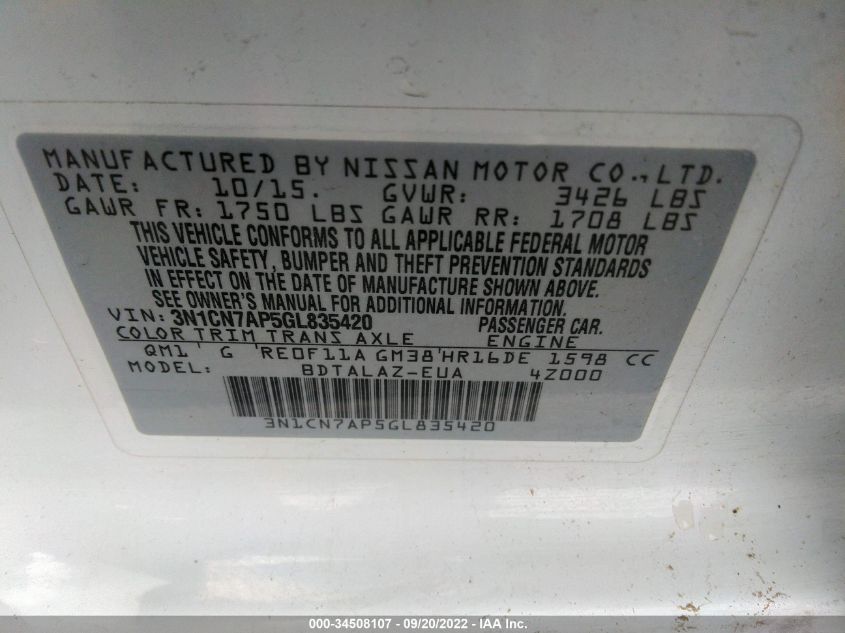 MANUFACTURED BY NISSAN MOTOR CO., LTD.
DATE: 10/15. GVWR: 3426 LBS
GAWR FR: 1750 LBS GAWR RR: 1708 LBS
THIS VEHICLE CONFORMS TO ALL APPLICABLE FEDERAL MOTOR
VEHICLE SAFETY, BUMPER AND THEFT PREVENTION STANDARDS
IN EFFECT ON THE DATE OF MANUFACTURE SHOWN ABOVE.
SEE OWNER'S MANUAL FOR ADDITIONAL INFORMATION.
VIN: 3N1CN7AP5GL835420 PASSENGER CAR.
COLOR TRIM TRANS AXLE ENGINE
QM1 ' G 'RE0F11A GM38'HR16DE 1598 CC
MODEL: BDTALAZ-EUA 4Z000
3N1CN7AP5GL835420
000-34508107 - 09/20/2022 - IAA Inc.